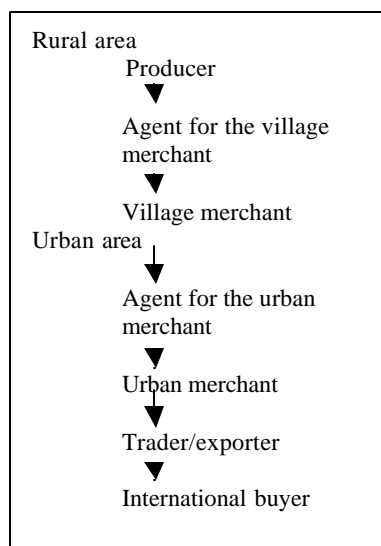 Rural area
Producer
Agent for the village
merchant
Village merchant
Urban area
Agent for the urban
merchant
Urban merchant
Trader/exporter
International buyer